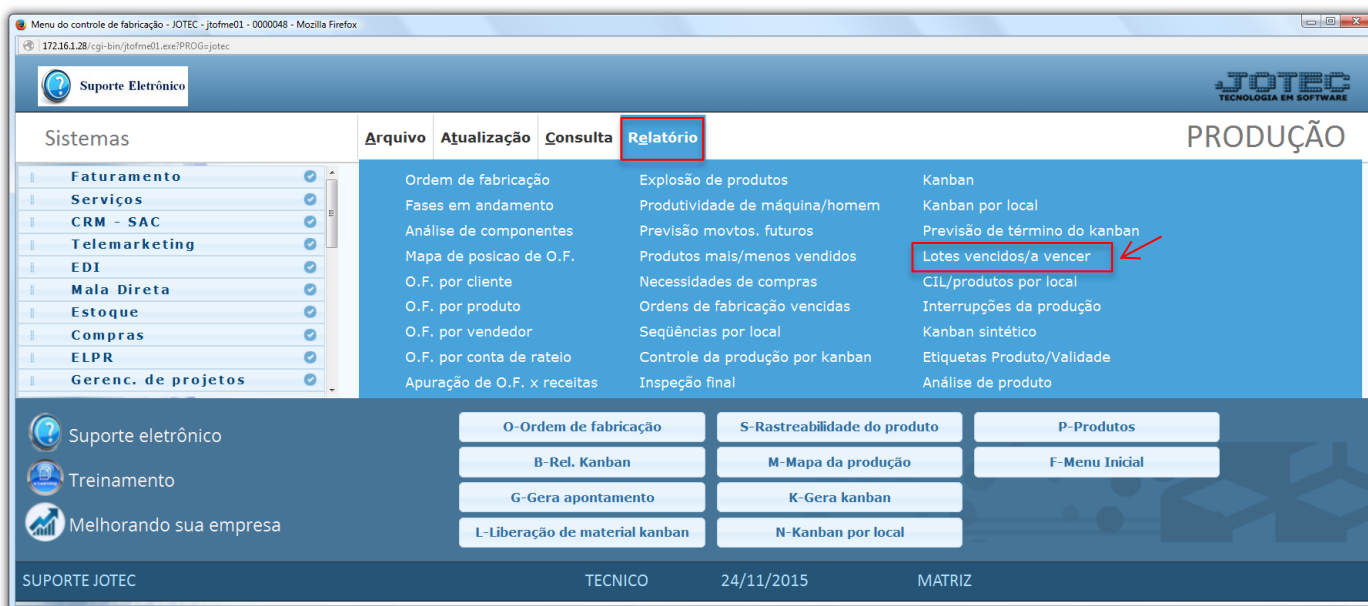 Menu do controle de fabricação - JOTEC - jtofme01 - 0000048 - Mozilla Firefox
172.16.1.28/cgi-bin/jtofme01.exe?PROG=jotec
Suporte Eletrônico
JOTEC
TECNOLOGIA EM SOFTWARE
Sistemas
Arquivo Atualização Consulta Relatório
PRODUÇÃO
Faturamento
Serviços
CRM - SAC
Telemarketing
EDI
Mala Direta
Estoque
Compras
ELPR
Gerenc. de projetos
Ordem de fabricação Explosão de produtos Kanban
Fases em andamento Produtividade de máquina/homem Kanban por local
Análise de componentes Previsão movtos. futuros Previsão de término do kanban
Mapa de posicao de O.F. Produtos mais/menos vendidos Lotes vencidos/a vencer
O.F. por cliente Necessidades de compras CIL/produtos por local
O.F. por produto Ordens de fabricação vencidas Interrupções da produção
O.F. por vendedor Seqüências por local Kanban sintético
O.F. por conta de rateio Controle da produção por kanban Etiquetas Produto/Validade
Apuração de O.F. x receitas Inspeção final Análise de produto
Suporte eletrônico
Treinamento
Melhorando sua empresa
O-Ordem de fabricação S-Rastreabilidade do produto P-Produtos
B-Rel. Kanban M-Mapa da produção F-Menu Inicial
G-Gera apontamento K-Gera kanban
L-Liberação de material kanban N-Kanban por local
SUPORTE JOTEC TECNICO 24/11/2015 MATRIZ